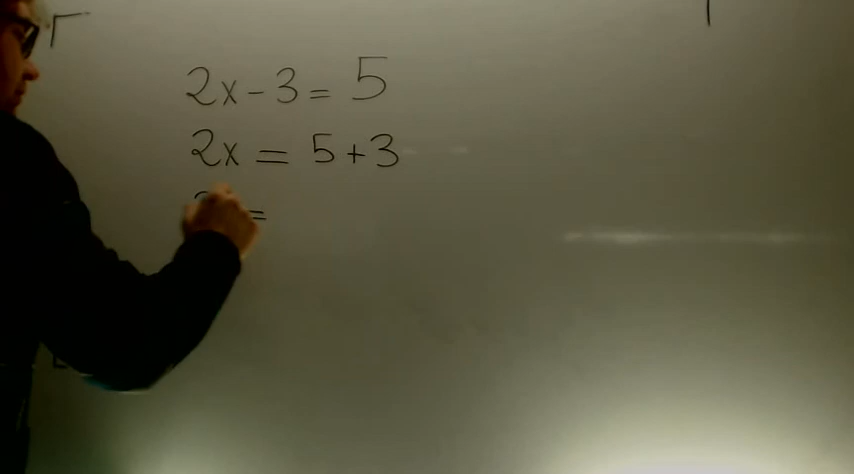 2x - 3 = 5
2x = 5 + 3
=